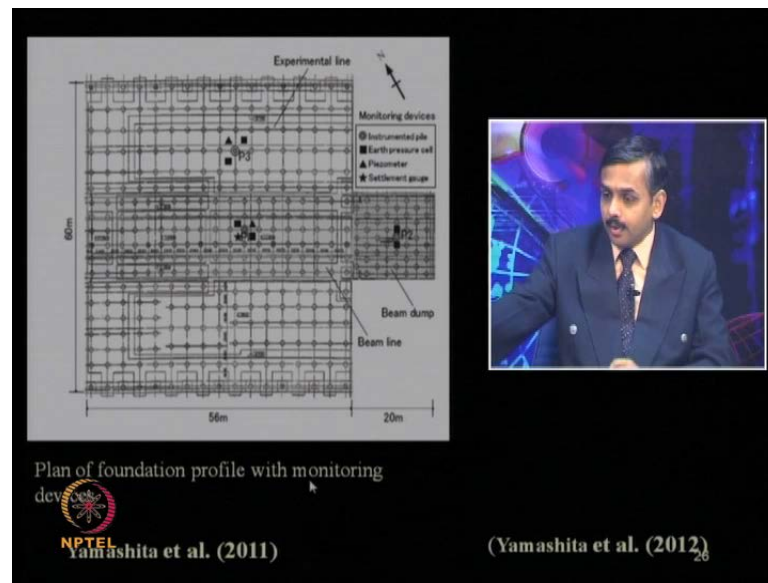 Experimental line
Monitoring devices
Instrumented pile
Earth pressure cell
Piezometer
Settlement gauge
P3
60m
P2
Beam dump
Beam line
56m
20m
Plan of foundation profile with monitoring
devices
NPTEL
Yamashita et al. (2011)
(Yamashita et al. (2012)
26